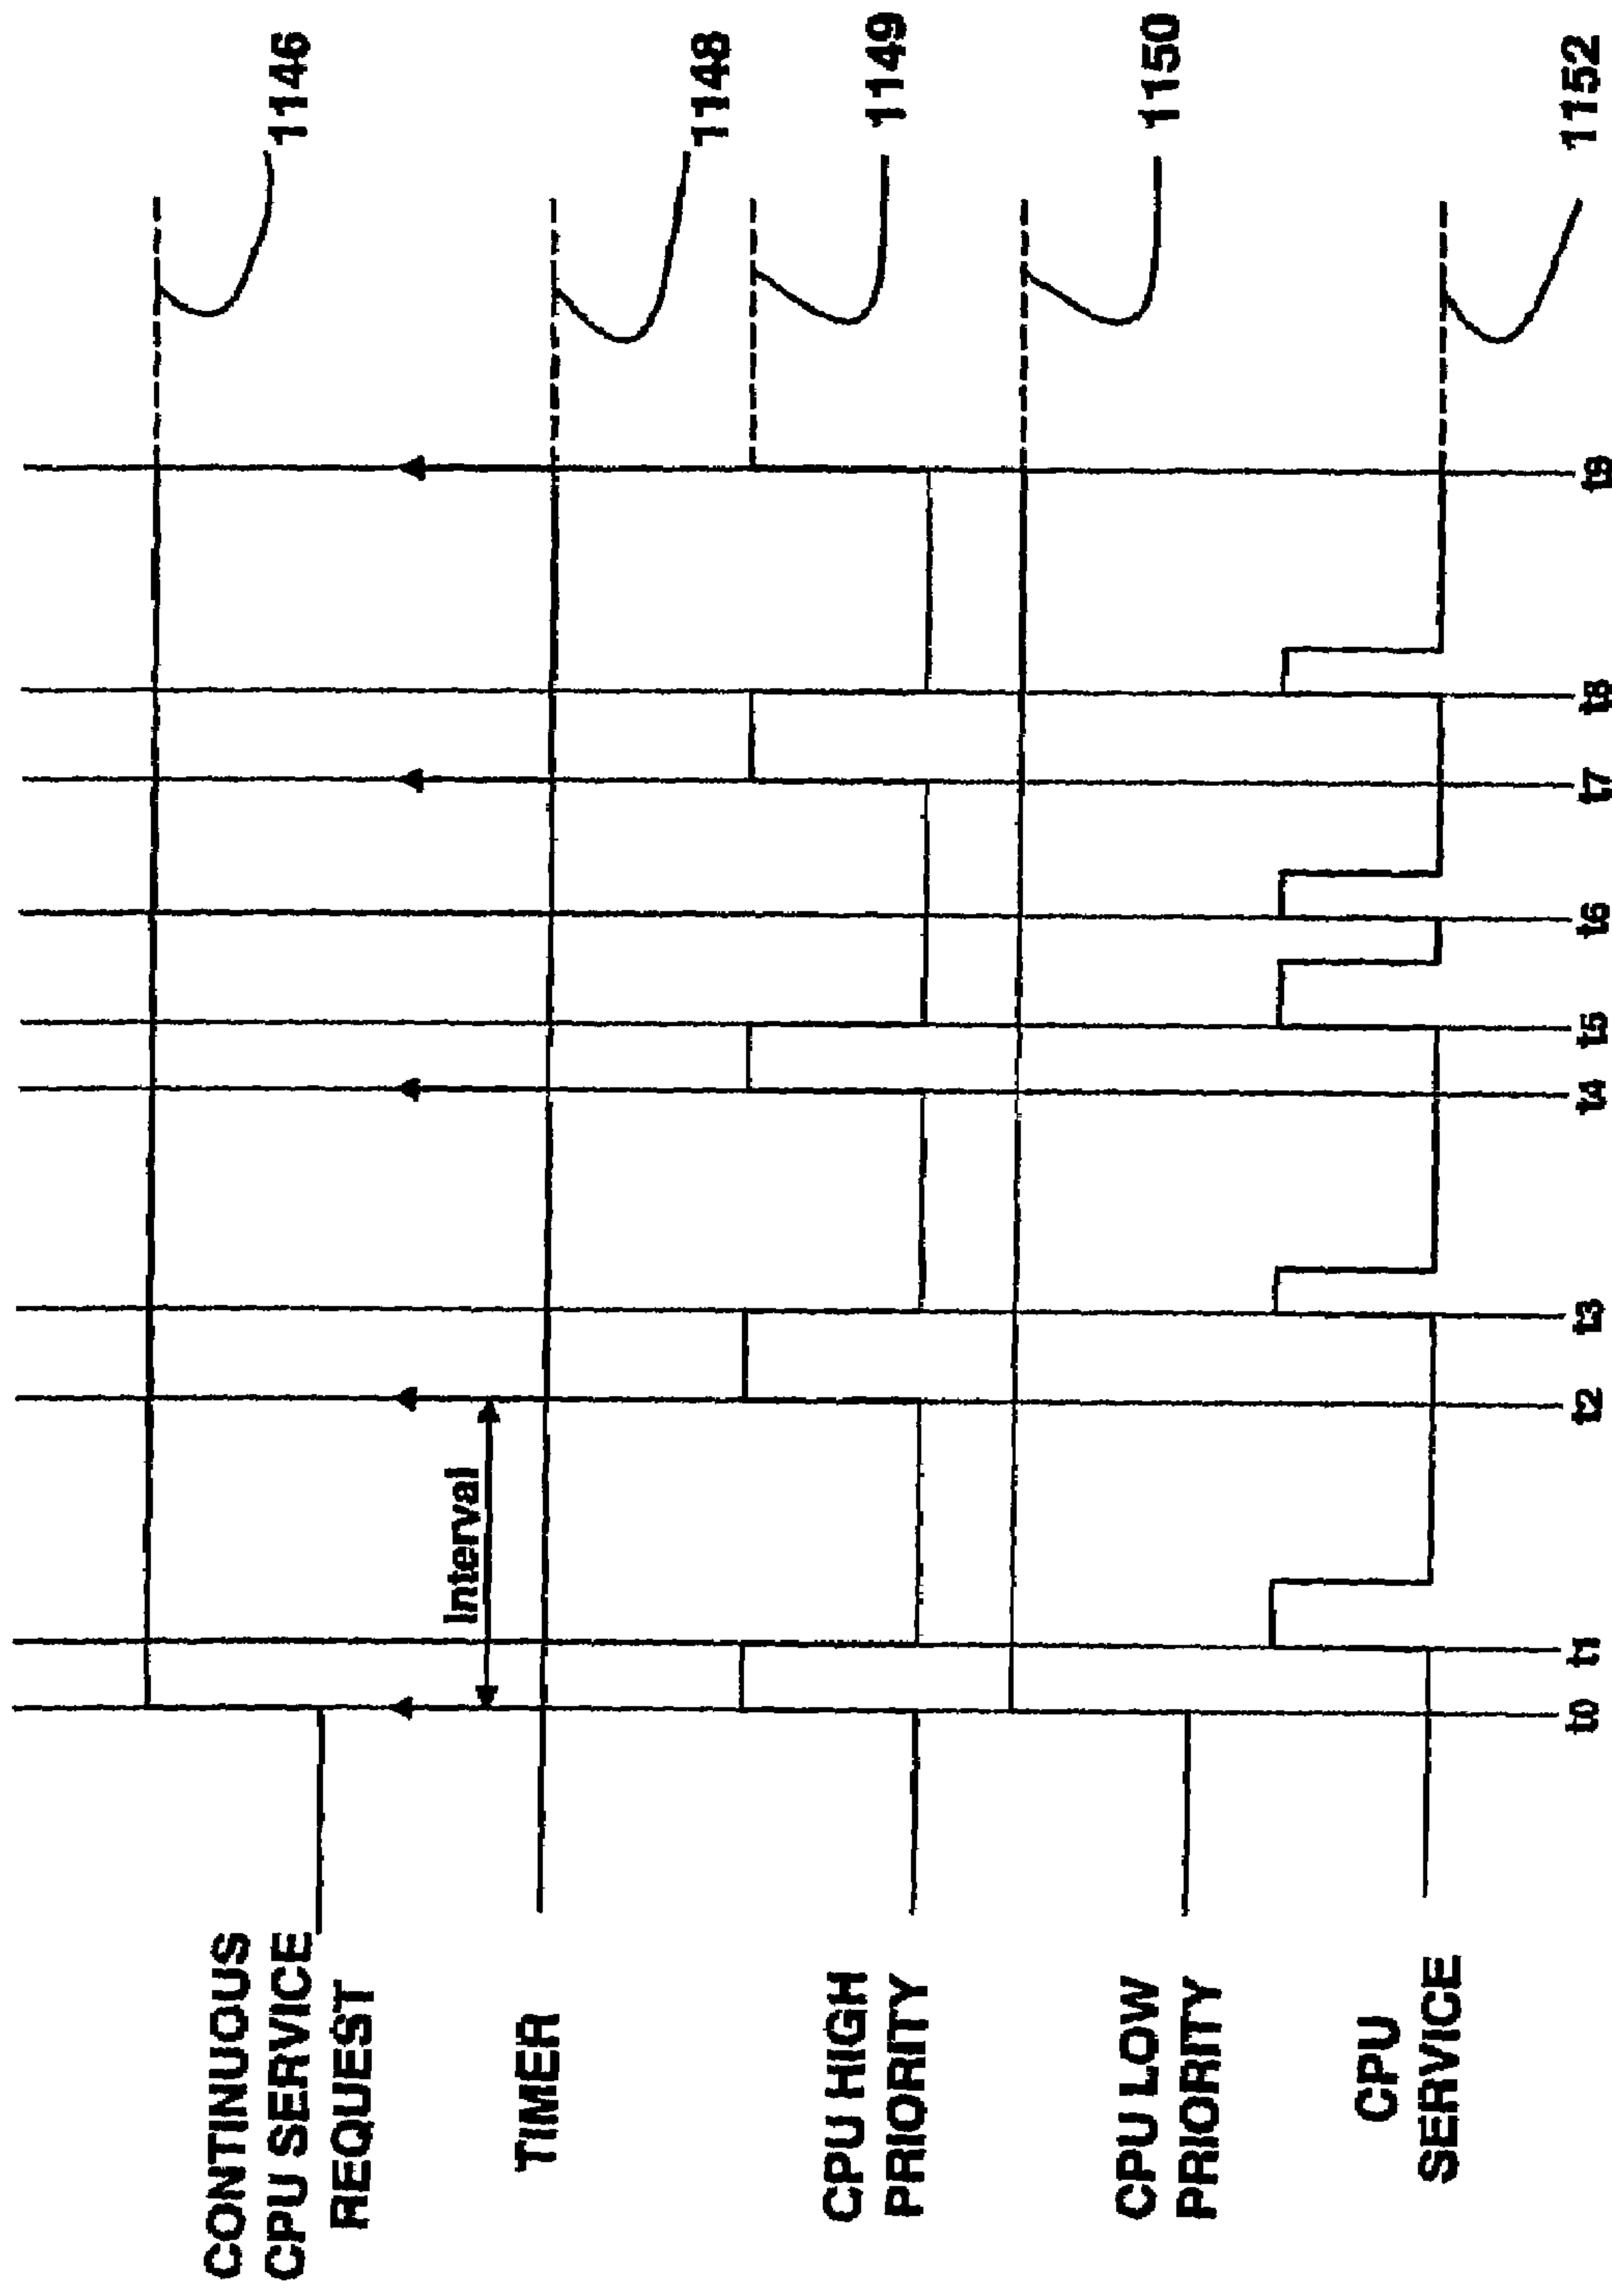 CONTINUOUS
CPU SERVICE
REQUEST
1146
Interval
TIMER
1148
CPU HIGH
PRIORITY
1149
CPU LOW
PRIORITY
1150
CPU
SERVICE
1152
t0 t1 t2 t3 t4 t5 t6 t7 t8 t9